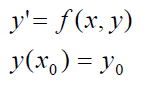 y' = f(x, y)
y(x₀) = y₀